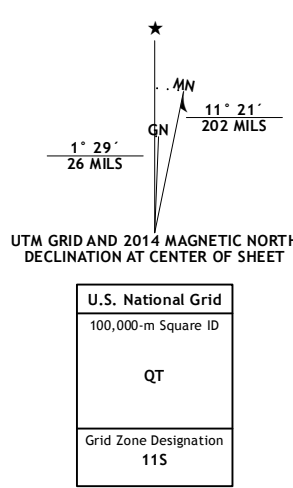 ★
MN
GN
11° 21´
202 MILS
1° 29´
26 MILS
UTM GRID AND 2014 MAGNETIC NORTH
DECLINATION AT CENTER OF SHEET
U.S. National Grid
100,000-m Square ID
QT
Grid Zone Designation
11S